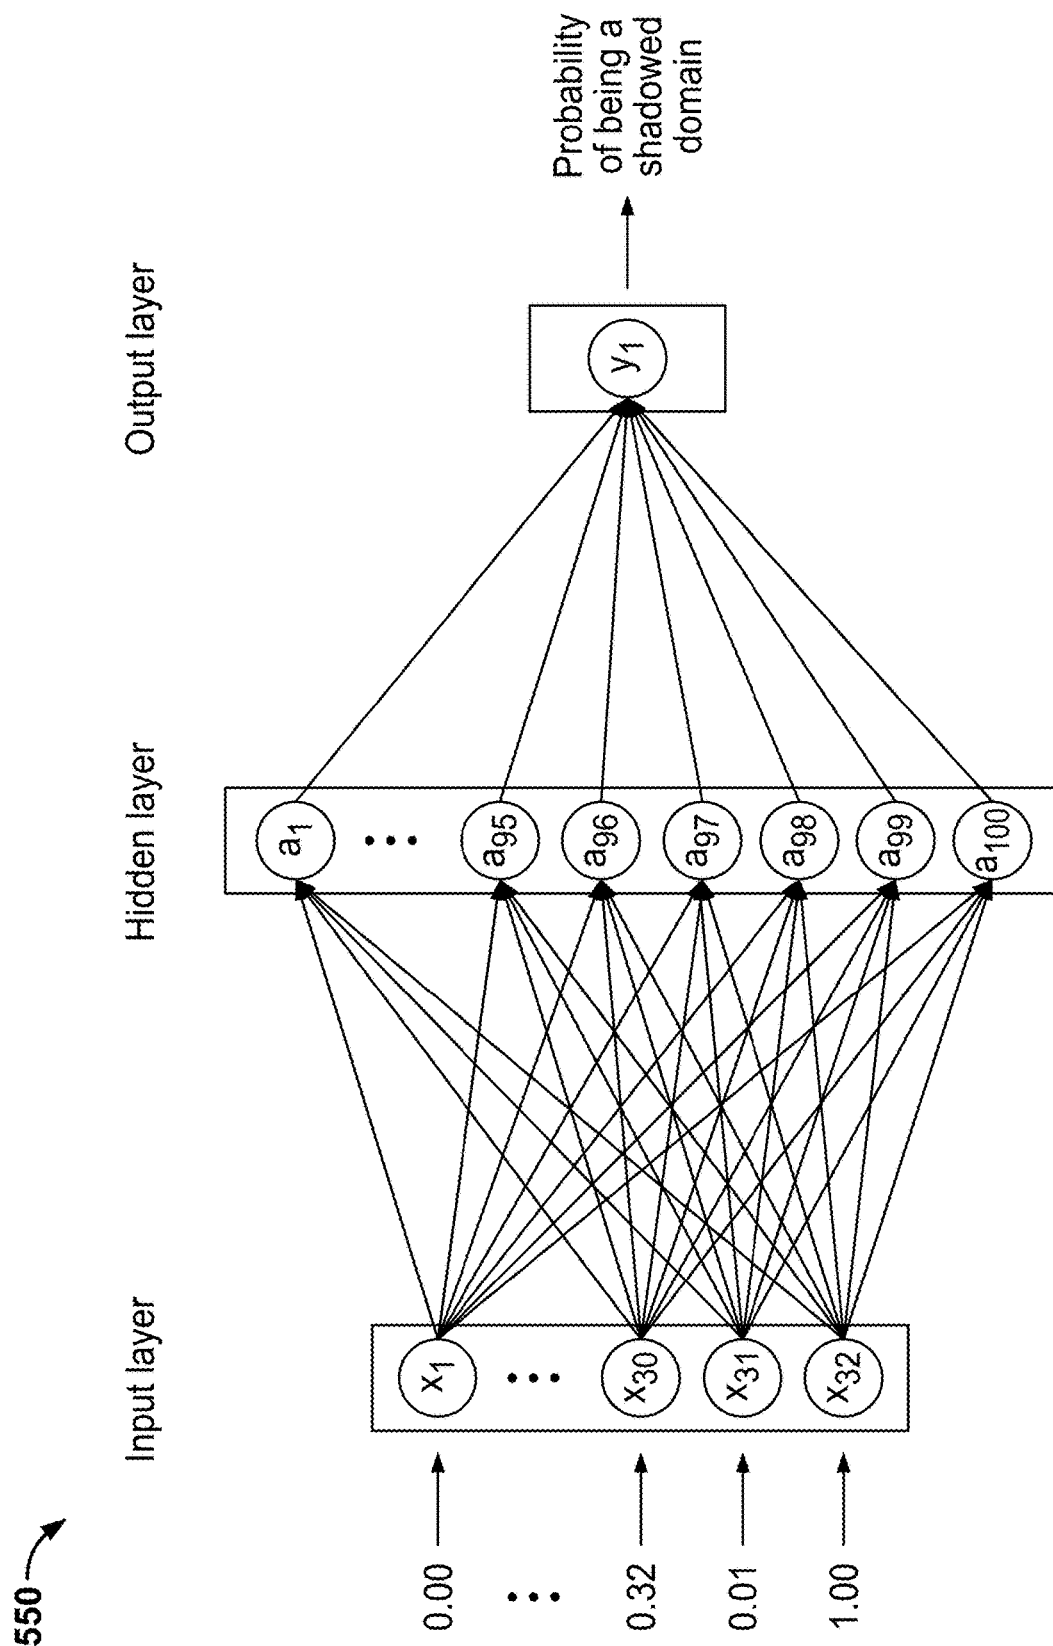 550
Input layer
Hidden layer
Output layer
0.00
0.32
0.01
1.00
x1
x30
x31
x32
a1
a95
a96
a97
a98
a99
a100
y1
Probability
of being a
shadowed
domain